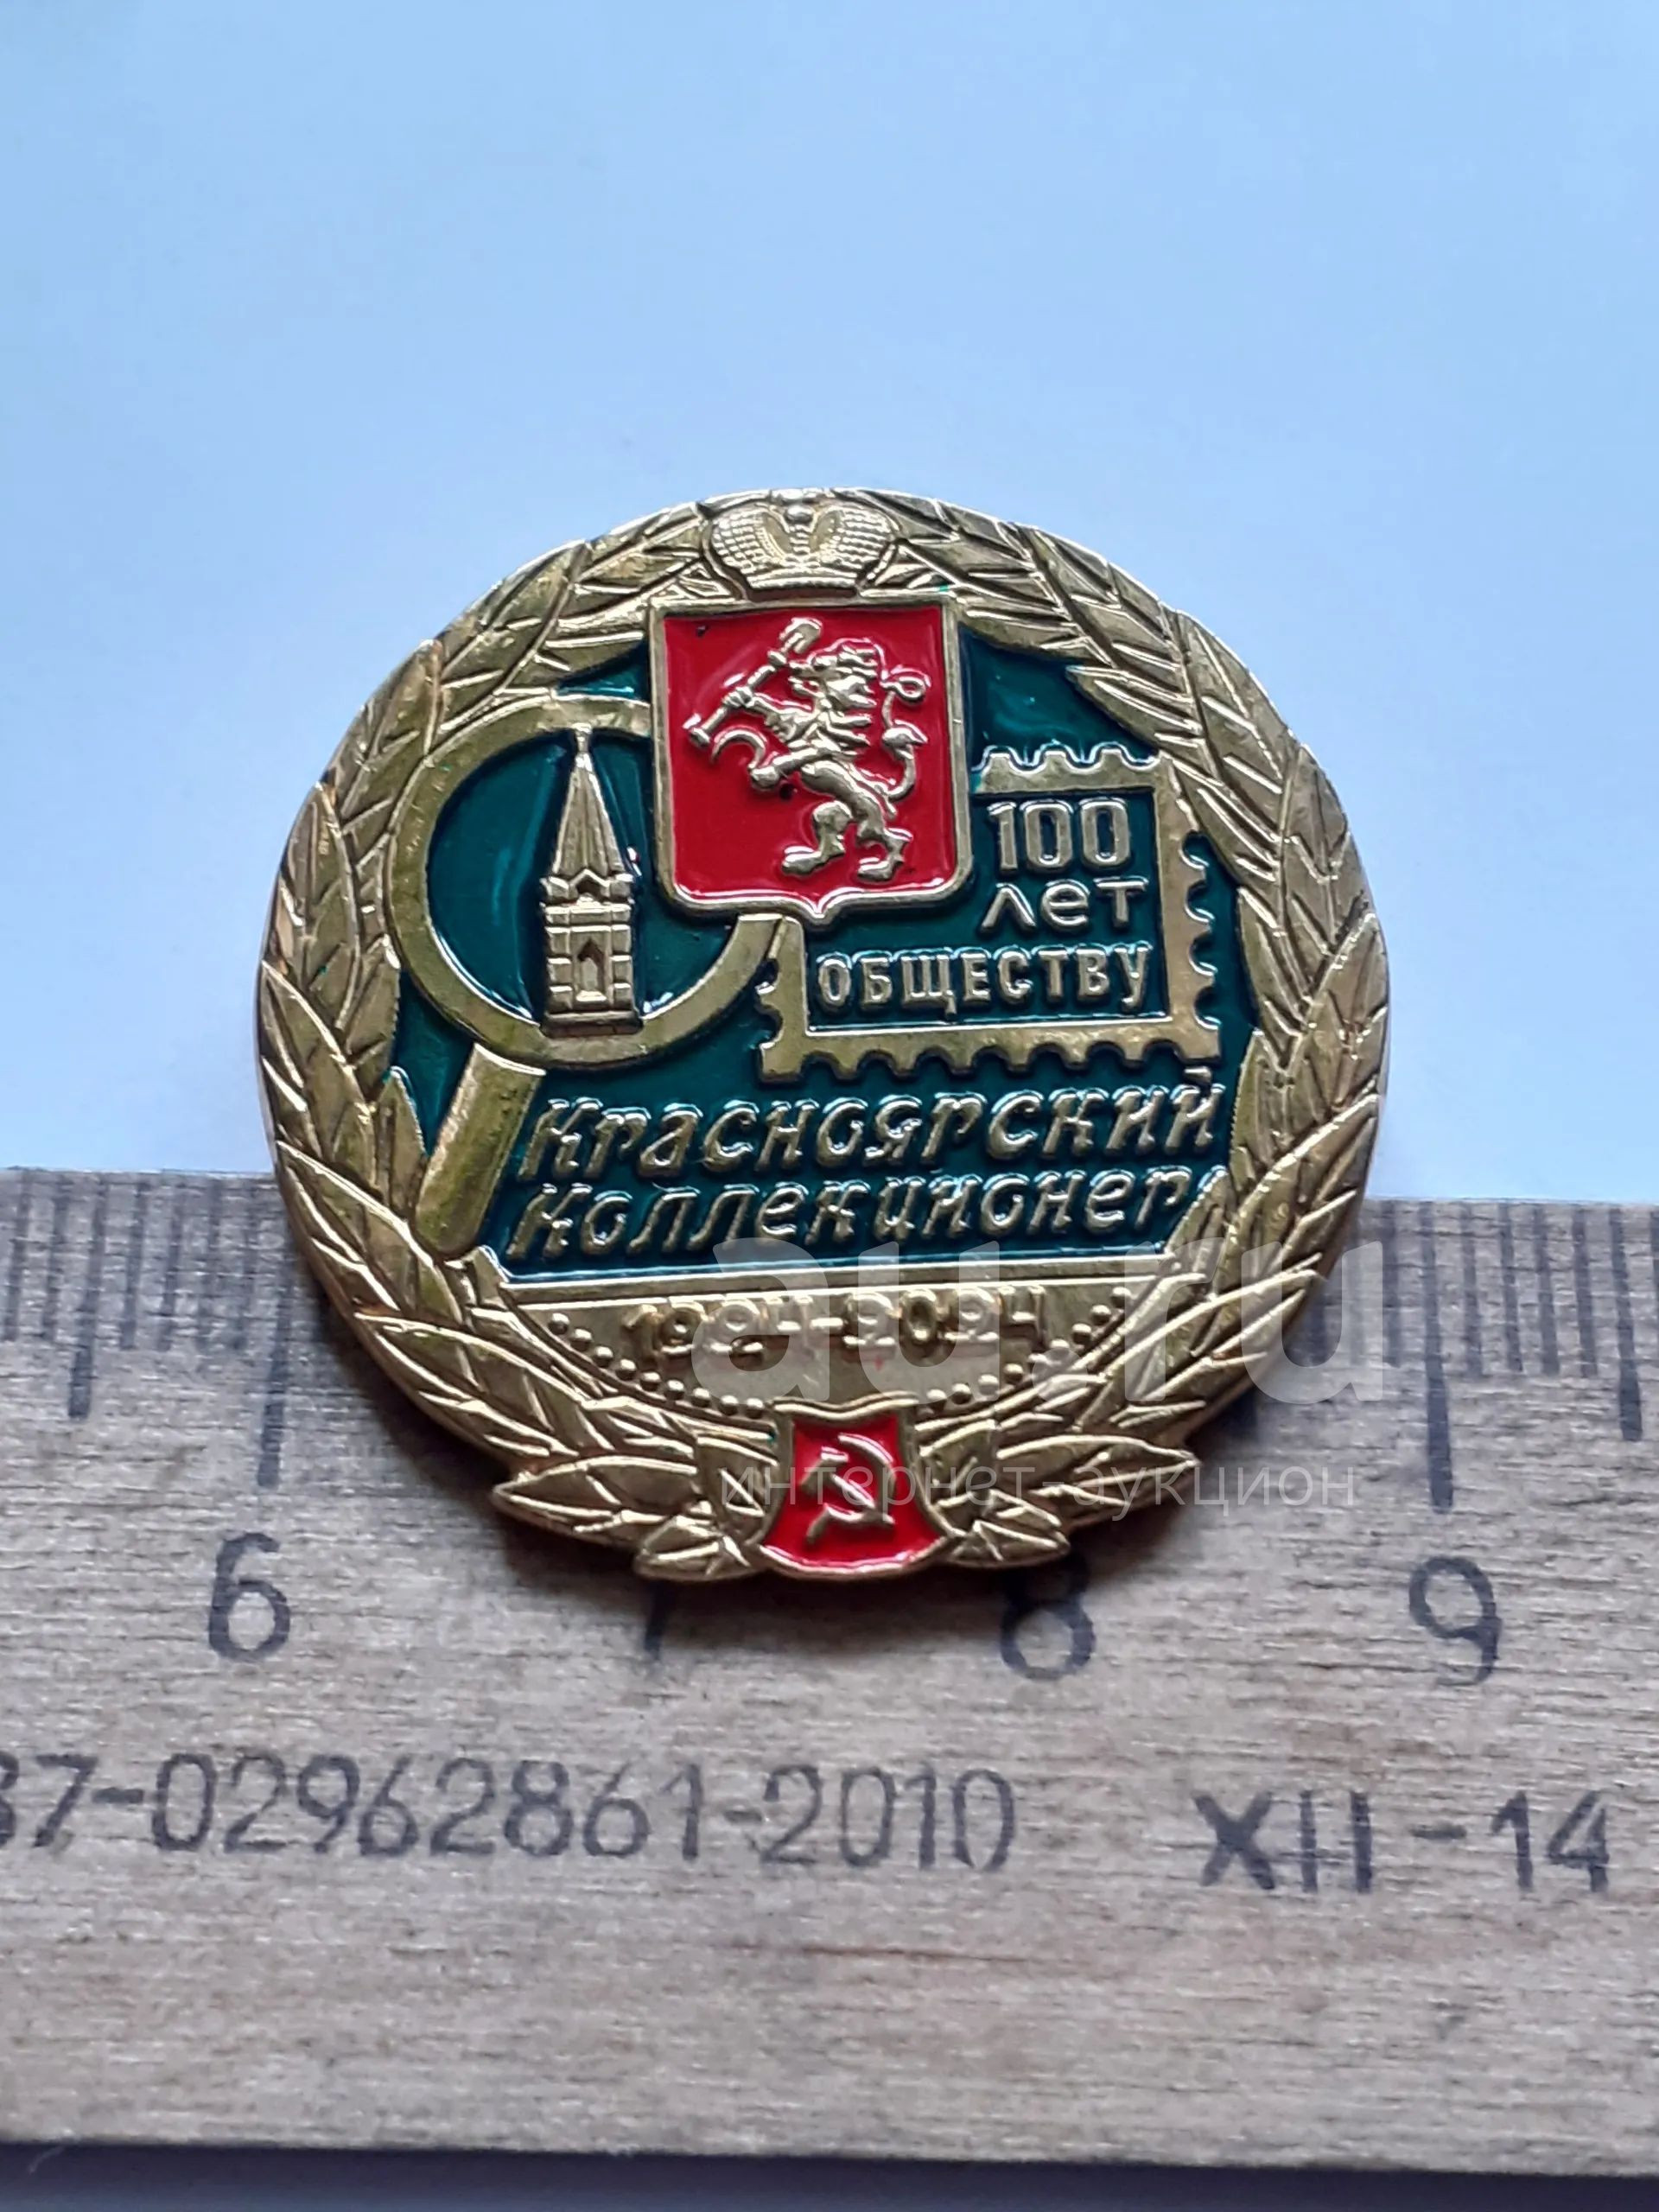 100
лет
ОБЩЕСТВУ
Красноярский
Коллекционер
1924-2024
au.ru
интернет-аукцион
6 7 8 9
37-02962861-2010 XII-14